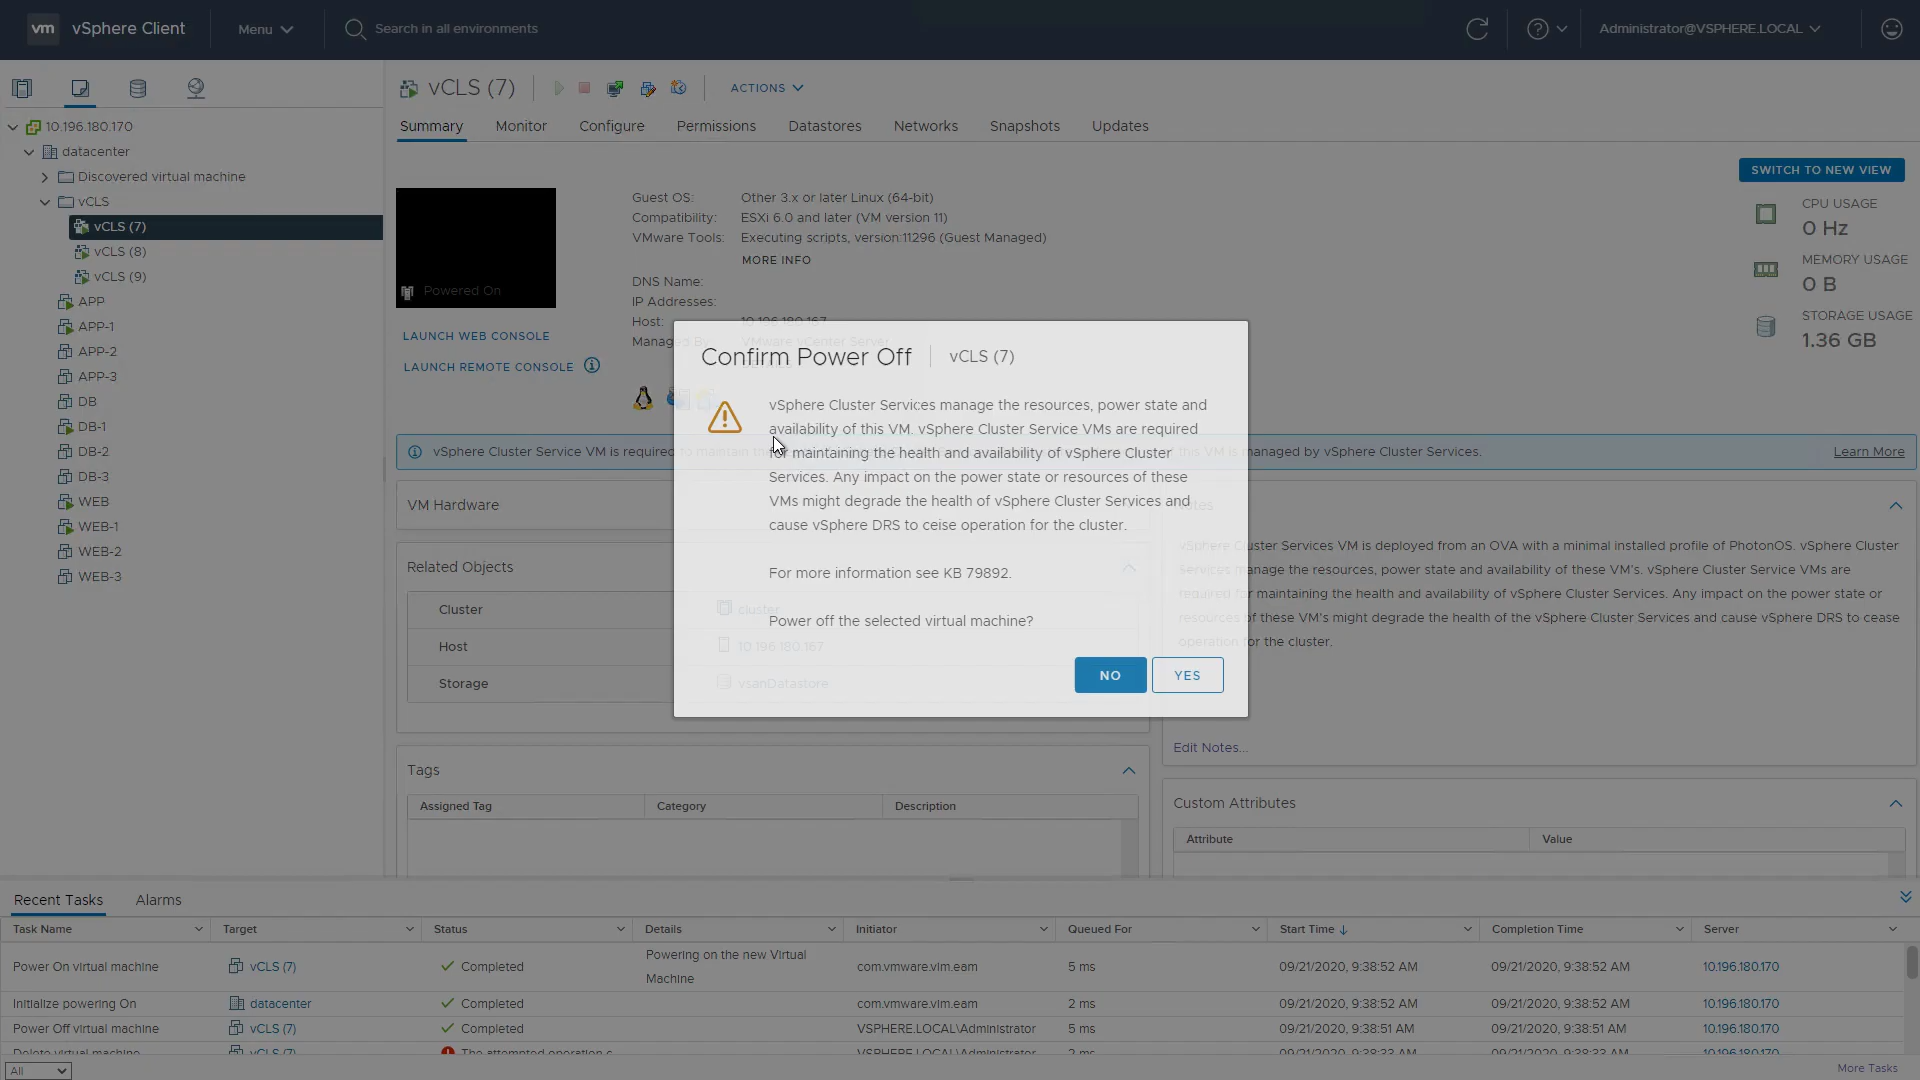 vm vSphere Client Menu Search in all environments Administrator@VSPHERE.LOCAL
10.196.180.170
datacenter
Discovered virtual machine
vCLS
vCLS (7)
vCLS (8)
vCLS (9)
APP
APP-1
APP-2
APP-3
DB
DB-1
DB-2
DB-3
WEB
WEB-1
WEB-2
WEB-3
vCLS (7) ACTIONS
Summary Monitor Configure Permissions Datastores Networks Snapshots Updates
SWITCH TO NEW VIEW
Powered On
LAUNCH WEB CONSOLE
LAUNCH REMOTE CONSOLE
Guest OS: Other 3.x or later Linux (64-bit)
Compatibility: ESXi 6.0 and later (VM version 11)
VMware Tools: Executing scripts, version:11296 (Guest Managed)
MORE INFO
DNS Name:
IP Addresses:
Host: 10.196.180.167
Managed By: VMware vCenter Server
CPU USAGE
0 Hz
MEMORY USAGE
0 B
STORAGE USAGE
1.36 GB
vSphere Cluster Service VM is required to maintain the this VM is managed by vSphere Cluster Services. Learn More
Confirm Power Off vCLS (7)
vSphere Cluster Services manage the resources, power state and
availability of this VM. vSphere Cluster Service VMs are required
for maintaining the health and availability of vSphere Cluster
Services. Any impact on the power state or resources of these
VMs might degrade the health of vSphere Cluster Services and
cause vSphere DRS to ceise operation for the cluster.
For more information see KB 79892.
Power off the selected virtual machine?
NO YES
VM Hardware
Related Objects
Cluster cluster
Host 10.196.180.167
Storage vsanDatastore
Tags
Assigned Tag Category Description
Notes
vSphere Cluster Services VM is deployed from an OVA with a minimal installed profile of PhotonOS. vSphere Cluster
Services manage the resources, power state and availability of these VM's. vSphere Cluster Service VMs are
required for maintaining the health and availability of vSphere Cluster Services. Any impact on the power state or
resources of these VM's might degrade the health of the vSphere Cluster Services and cause vSphere DRS to cease
operation for the cluster.
Edit Notes...
Custom Attributes
Attribute Value
Recent Tasks Alarms
Task Name Target Status Details Initiator Queued For Start Time Completion Time Server
Power On virtual machine vCLS (7) Completed Powering on the new Virtual Machine com.vmware.vim.eam 5 ms 09/21/2020, 9:38:52 AM 09/21/2020, 9:38:52 AM 10.196.180.170
Initialize powering On datacenter Completed com.vmware.vim.eam 2 ms 09/21/2020, 9:38:52 AM 09/21/2020, 9:38:52 AM 10.196.180.170
Power Off virtual machine vCLS (7) Completed VSPHERE.LOCAL\Administrator 5 ms 09/21/2020, 9:38:51 AM 09/21/2020, 9:38:51 AM 10.196.180.170
Delete virtual machine vCLS (7) The attempted operation c VSPHERE.LOCAL\Administrator 2 ms 09/21/2020, 9:38:33 AM 09/21/2020, 9:38:33 AM 10.196.180.170
All More Tasks